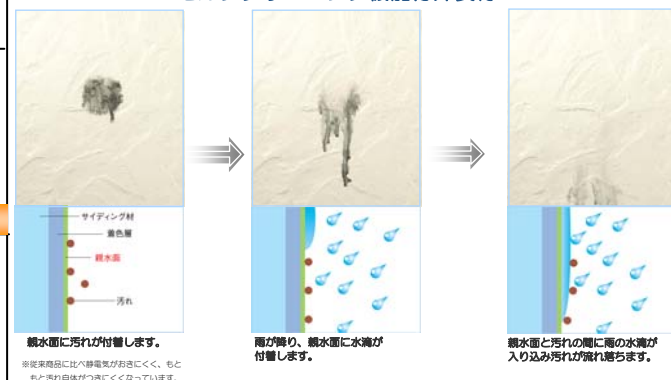 サイディング材
着色層
親水面
汚れ
親水面に汚れが付着します。
※従来商品に比べ静電気がおきにくく、もと
もと汚れ自体がつきにくくなっています。
雨が降り、親水面に水滴が
付着します。
親水面と汚れの間に雨の水滴が
入り込み汚れが流れ落ちます。